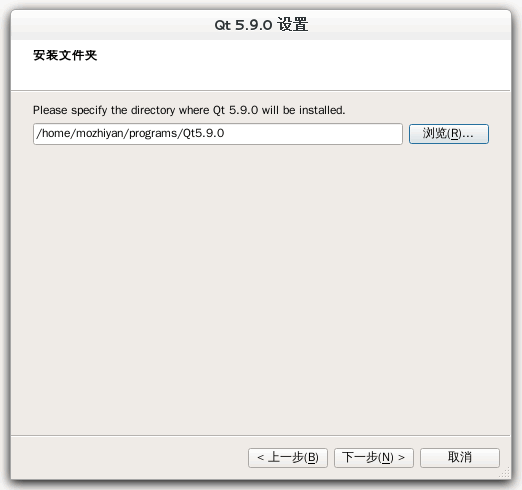 Qt 5.9.0 设置
安装文件夹
Please specify the directory where Qt 5.9.0 will be installed.
/home/mozhiyan/programs/Qt5.9.0
浏览(R)...
< 上一步(B)
下一步(N) >
取消